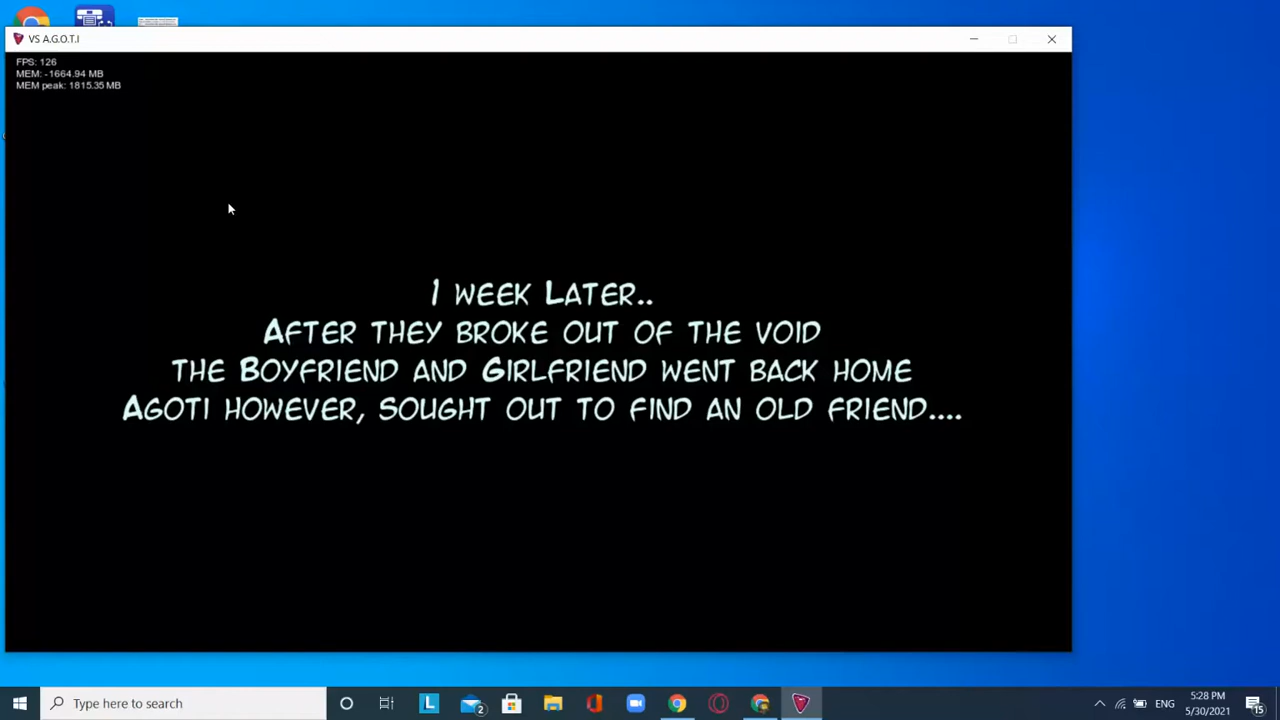 VS A.G.O.T.I
FPS: 126
MEM: -1664.94 MB
MEM peak: 1815.35 MB
1 week Later..
After they broke out of the void
the Boyfriend and Girlfriend went back home
Agoti however, sought out to find an old friend....
Type here to search
L
2
ENG
5:28 PM
5/30/2021
15